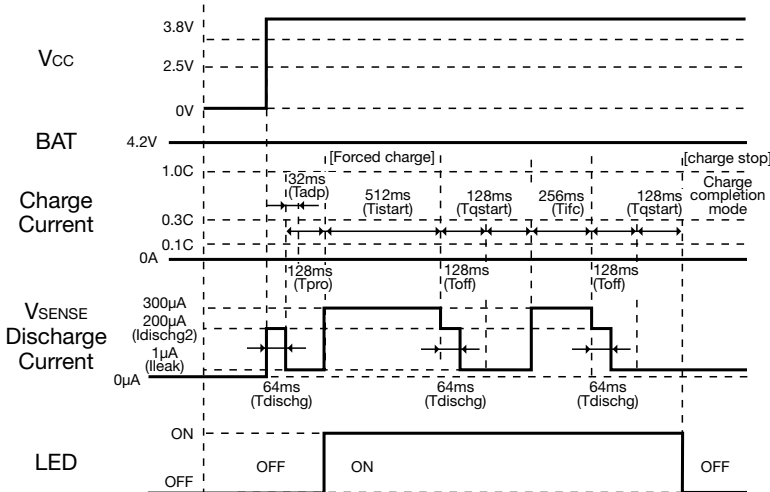 VCC
3.8V
2.5V
0V
BAT
4.2V
[Forced charge]
[charge stop]
Charge
Current
1.0C
0.3C
0.1C
0A
32ms
(Tadp)
512ms
(Tistart)
128ms
(Tqstart)
256ms
(Tifc)
128ms
(Tqstart)
Charge
completion
mode
128ms
(Tpro)
128ms
(Toff)
128ms
(Toff)
VSENSE
Discharge
Current
300µA
200µA
(Idischg2)
1µA
(Ileak)
0µA
64ms
(Tdischg)
64ms
(Tdischg)
64ms
(Tdischg)
LED
ON
OFF
OFF
ON
OFF